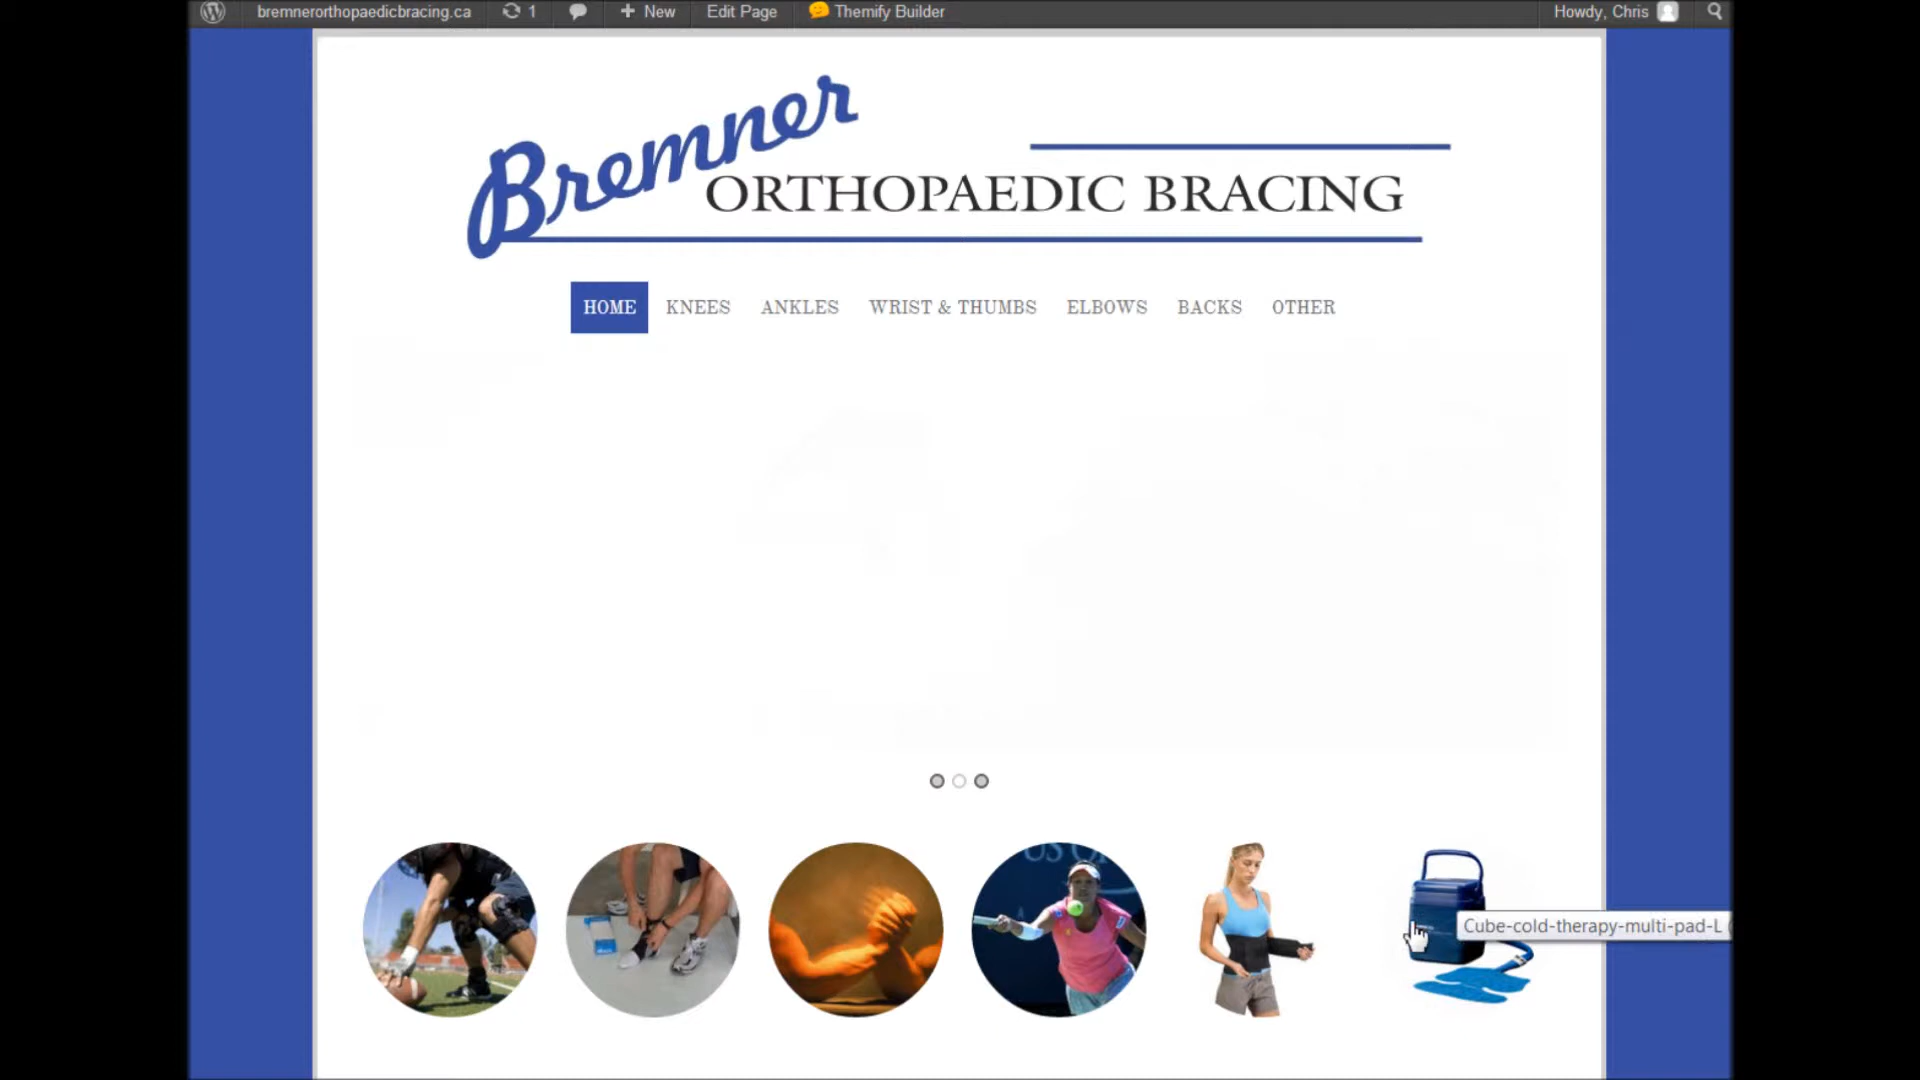 bremnerorthopaedicbracing.ca 1 New Edit Page Themify Builder Howdy, Chris
Bremner
ORTHOPAEDIC BRACING
HOME KNEES ANKLES WRIST & THUMBS ELBOWS BACKS OTHER
US O
Cube-cold-therapy-multi-pad-L